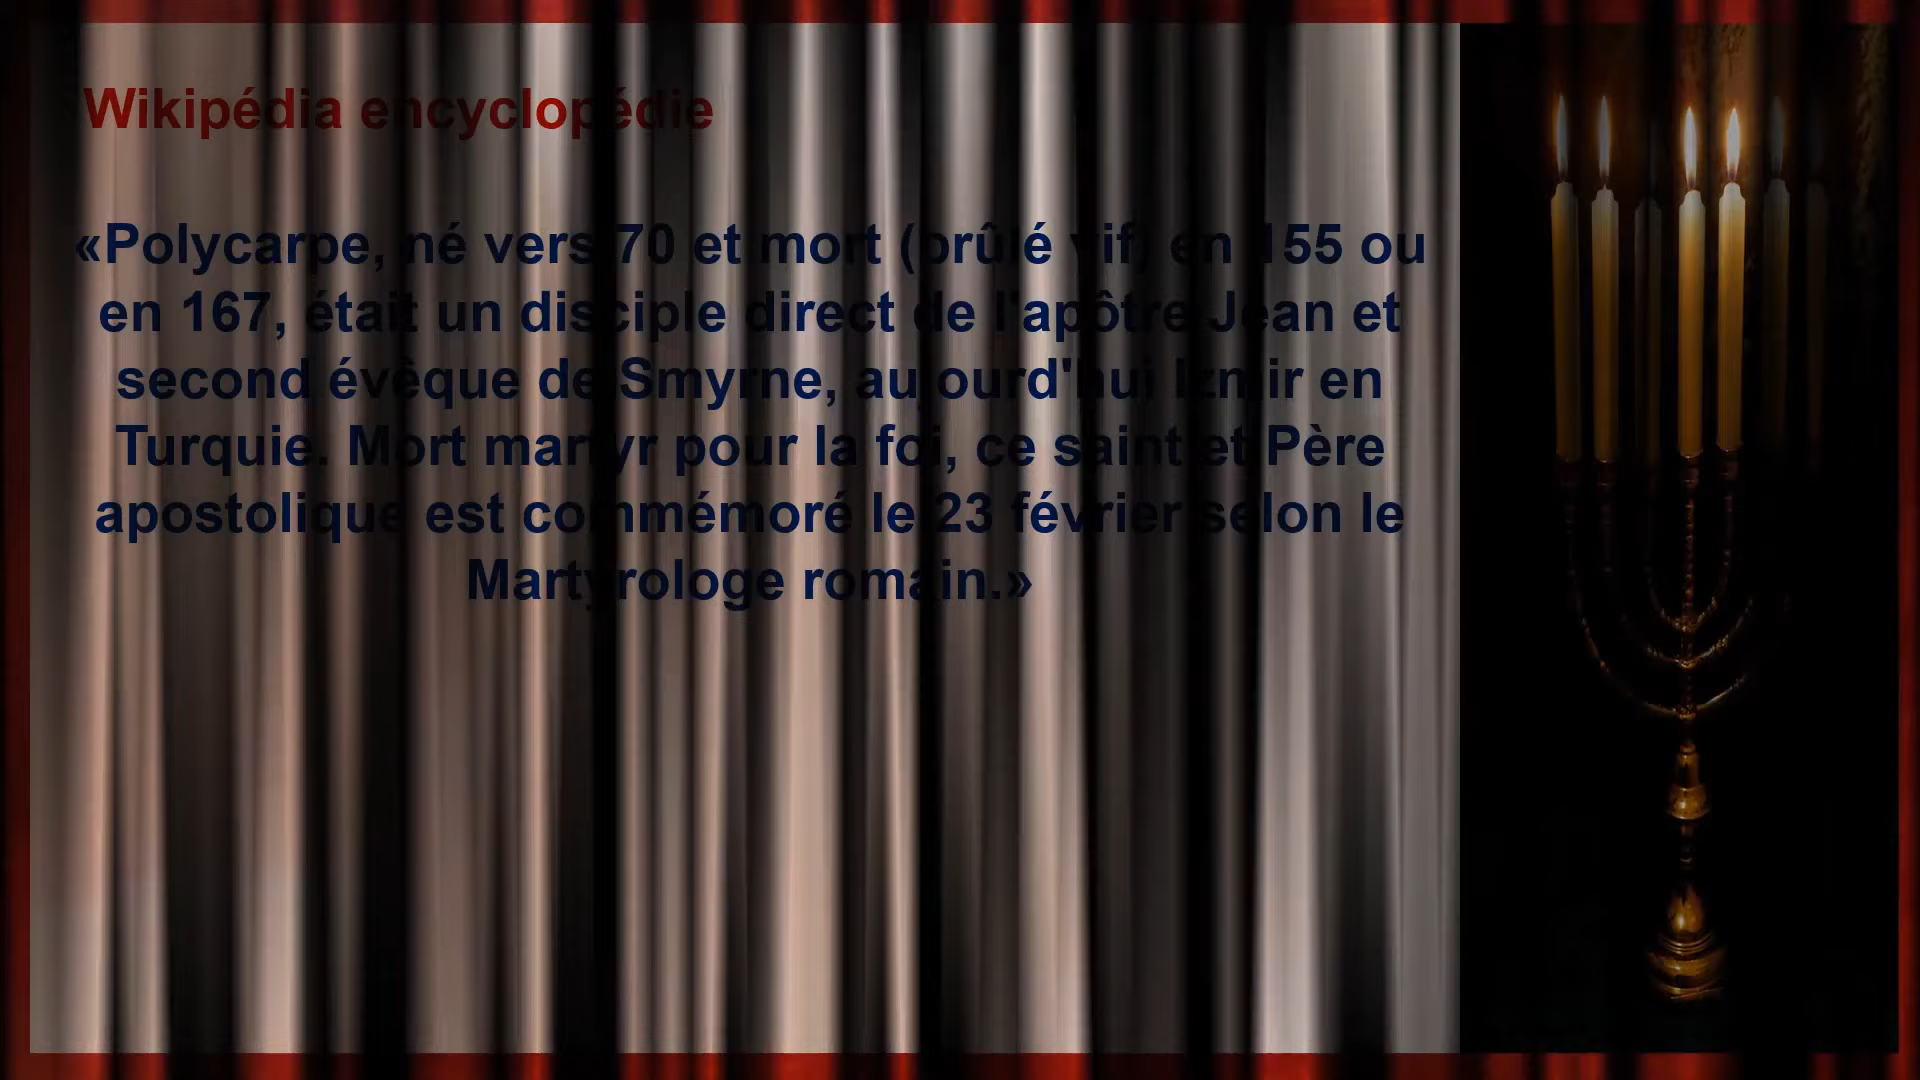 Wikipédia encyclopédie
«Polycarpe, né vers 70 et mort (brûlé vif) en 155 ou
en 167, était un disciple direct de l'apôtre Jean et
second évêque de Smyrne, aujourd'hui Izmir en
Turquie. Mort martyr pour la foi, ce saint et Père
apostolique est commémoré le 23 février selon le
Martyrologe romain.»